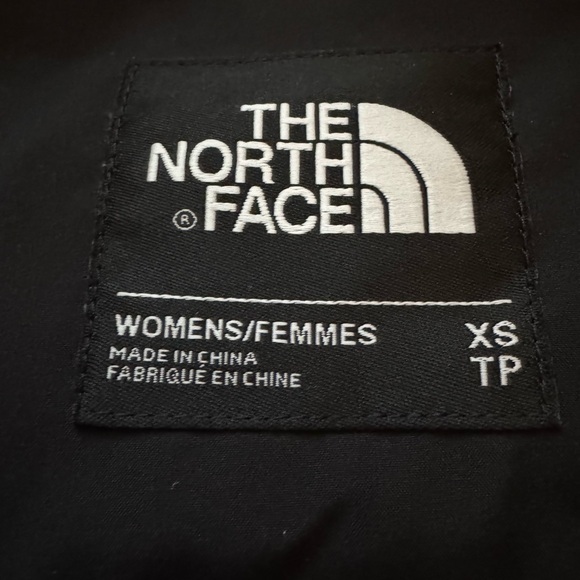 THE
NORTH
® FACE
WOMENS/FEMMES XS
MADE IN CHINA TP
FABRIQUÉ EN CHINE